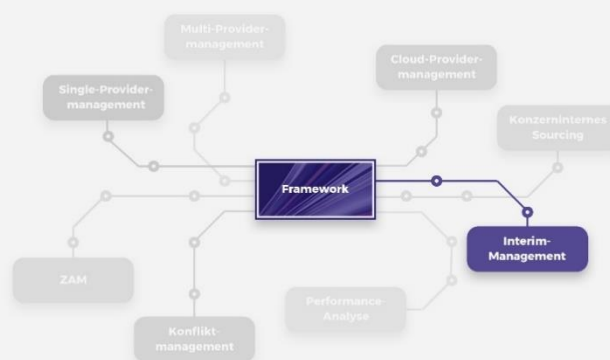 Multi-Provider-
management
Cloud-Provider-
management
Single-Provider-
management
Konzerninternes
Sourcing
Framework
Interim-
Management
ZAM
Performance-
Analyse
Konflikt-
management